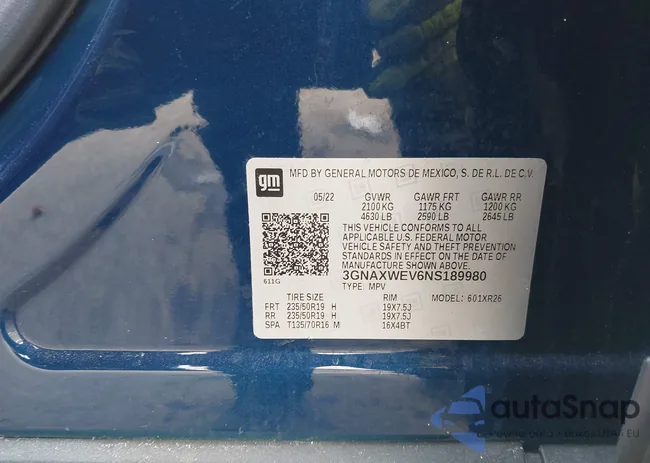 gm
MFD BY GENERAL MOTORS DE MEXICO, S. DE R.L. DE C.V.
05/22 GVWR GAWR FRT GAWR RR
2100 KG 1175 KG 1200 KG
4630 LB 2590 LB 2645 LB
THIS VEHICLE CONFORMS TO ALL
APPLICABLE U.S. FEDERAL MOTOR
VEHICLE SAFETY AND THEFT PREVENTION
STANDARDS IN EFFECT ON THE DATE OF
MANUFACTURE SHOWN ABOVE.
3GNAXWEV6NS189980
611G
TYPE: MPV
TIRE SIZE RIM MODEL: 601XR26
FRT 235/50R19 H 19X7.5J
RR 235/50R19 H 19X7.5J
SPA T135/70R16 M 16X4BT
autaSnap